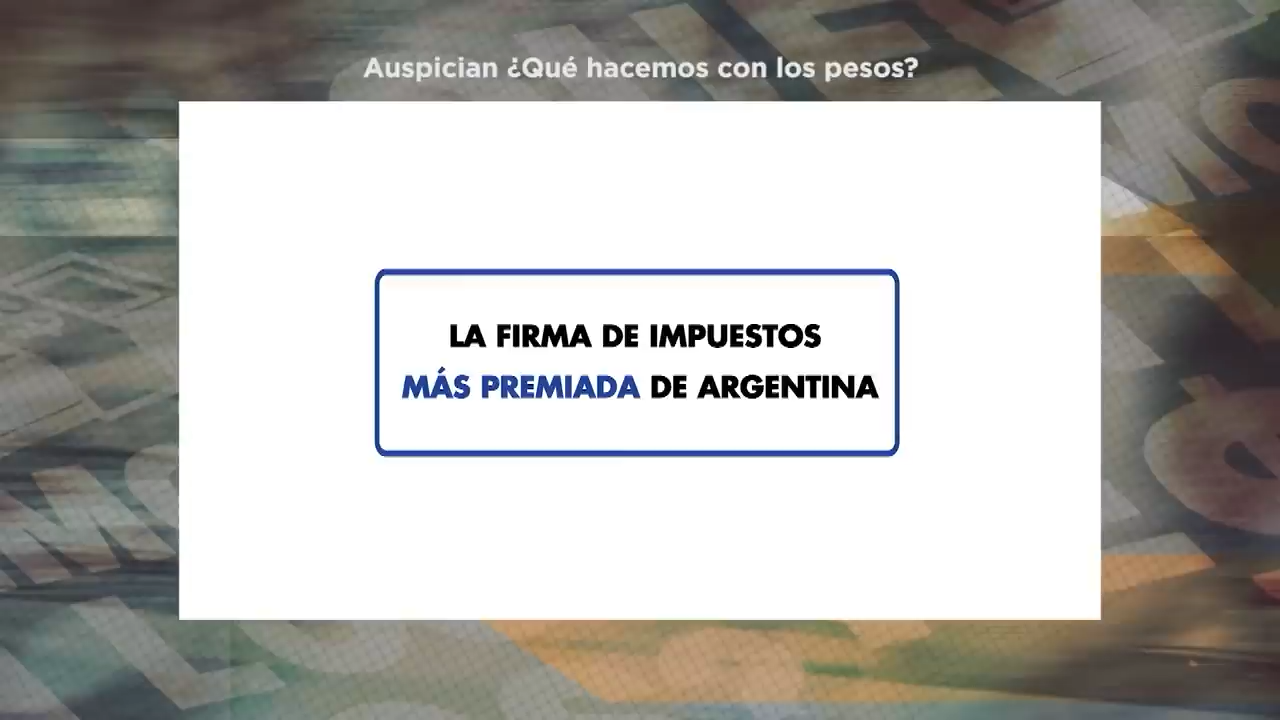 Auspician ¿Qué hacemos con los pesos?
LA FIRMA DE IMPUESTOS
MÁS PREMIADA DE ARGENTINA